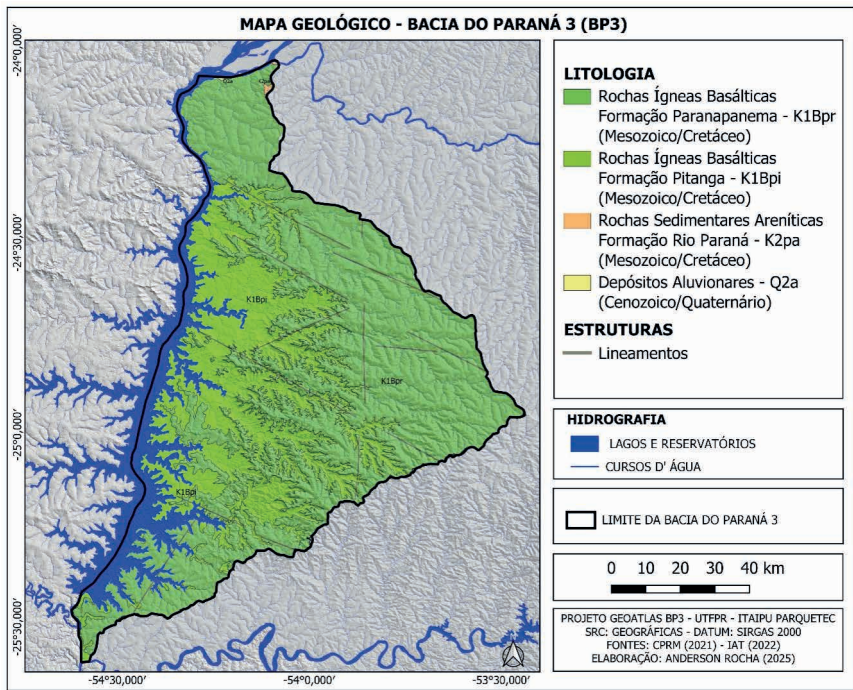 MAPA GEOLÓGICO - BACIA DO PARANÁ 3 (BP3)
-24°0,000'
-24°30,000'
-25°0,000'
-25°30,000'
K1Bpi
K1Bpr
K1Bpi
-54°30,000'
-54°0,000'
-53°30,000'
LITOLOGIA
Rochas Ígneas Basálticas
Formação Paranapanema - K1Bpr
(Mesozoico/Cretáceo)
Rochas Ígneas Basálticas
Formação Pitanga - K1Bpi
(Mesozoico/Cretáceo)
Rochas Sedimentares Areníticas
Formação Rio Paraná - K2pa
(Mesozoico/Cretáceo)
Depósitos Aluvionares - Q2a
(Cenozoico/Quaternário)
ESTRUTURAS
Lineamentos
HIDROGRAFIA
LAGOS E RESERVATÓRIOS
CURSOS D' ÁGUA
LIMITE DA BACIA DO PARANÁ 3
0 10 20 30 40 km
PROJETO GEOATLAS BP3 - UTFPR - ITAIPU PARQUETEC
SRC: GEOGRÁFICAS - DATUM: SIRGAS 2000
FONTES: CPRM (2021) - IAT (2022)
ELABORAÇÃO: ANDERSON ROCHA (2025)